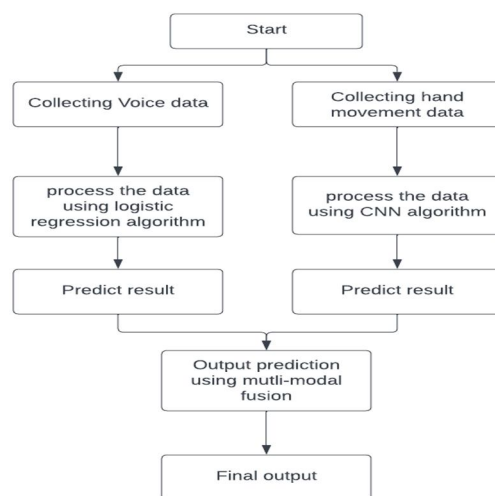 Start
Collecting Voice data
Collecting hand
movement data
process the data
using logistic
regression algorithm
process the data
using CNN algorithm
Predict result
Predict result
Output prediction
using mutli-modal
fusion
Final output